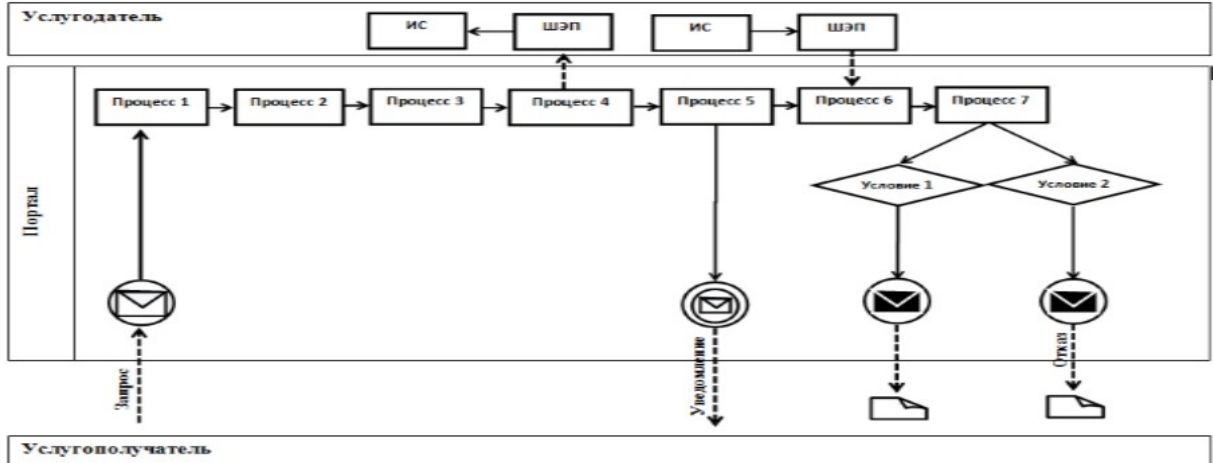 Услугодатель
ИС
ШЭП
ИС
ШЭП
Портал
Процесс 1
Процесс 2
Процесс 3
Процесс 4
Процесс 5
Процесс 6
Процесс 7
Условие 1
Условие 2
Запрос
Уведомление
Отказ
Услугополучатель